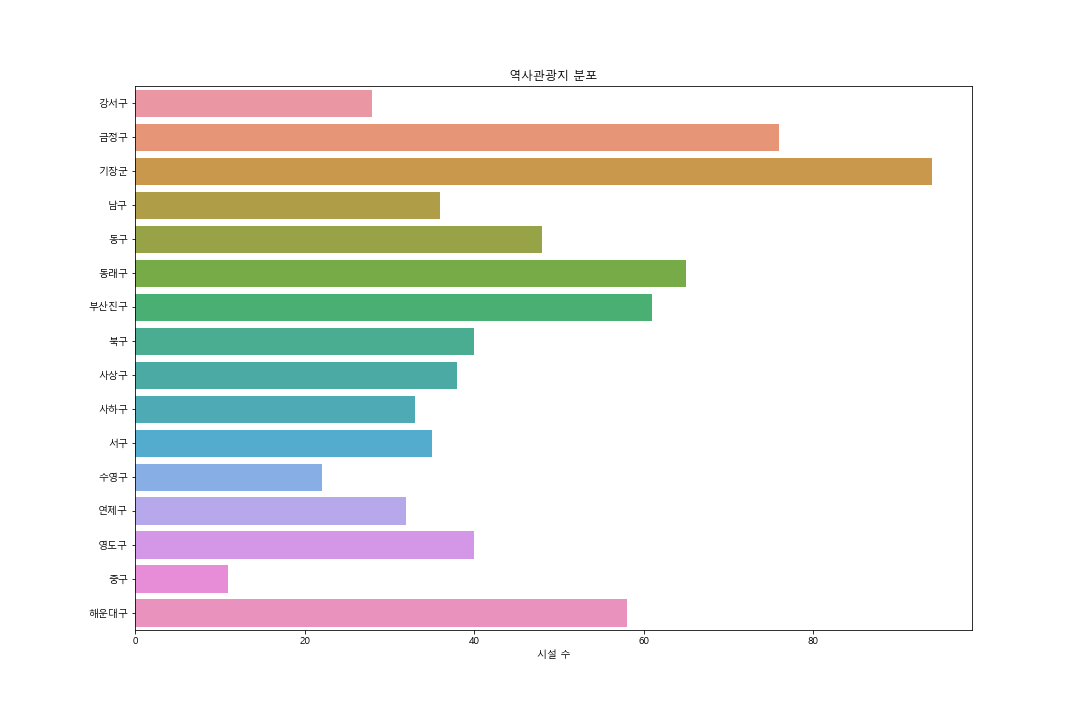 역사관광지 분포
강서구
금정구
기장군
남구
동구
동래구
부산진구
북구
사상구
사하구
서구
수영구
연제구
영도구
중구
해운대구
0 20 40 60 80
시설 수